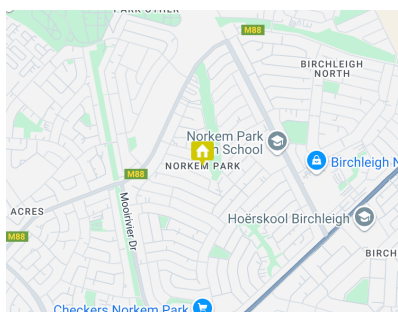 M88
BIRCHLEIGH
NORTH
Norkem Park
School
Birchleigh N
NORKEM PARK
M88
ACRES
Mooirivier Dr
Hoërskool Birchleigh
M88
BIRCH
Checkers Norkem Park